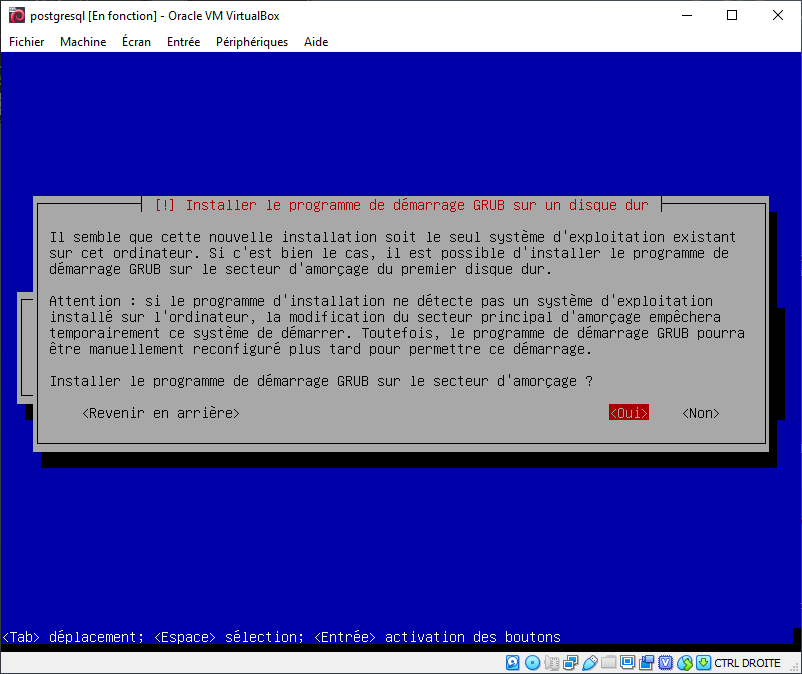 postgresql [En fonction] - Oracle VM VirtualBox
Fichier Machine Écran Entrée Périphériques Aide
[!] Installer le programme de démarrage GRUB sur un disque dur
Il semble que cette nouvelle installation soit le seul système d'exploitation existant
sur cet ordinateur. Si c'est bien le cas, il est possible d'installer le programme de
démarrage GRUB sur le secteur d'amorçage du premier disque dur.
Attention : si le programme d'installation ne détecte pas un système d'exploitation
installé sur l'ordinateur, la modification du secteur principal d'amorçage empêchera
temporairement ce système de démarrer. Toutefois, le programme de démarrage GRUB pourra
être manuellement reconfiguré plus tard pour permettre ce démarrage.
Installer le programme de démarrage GRUB sur le secteur d'amorçage ?
<Revenir en arrière> <Oui> <Non>
<Tab> déplacement; <Espace> sélection; <Entrée> activation des boutons
CTRL DROITE